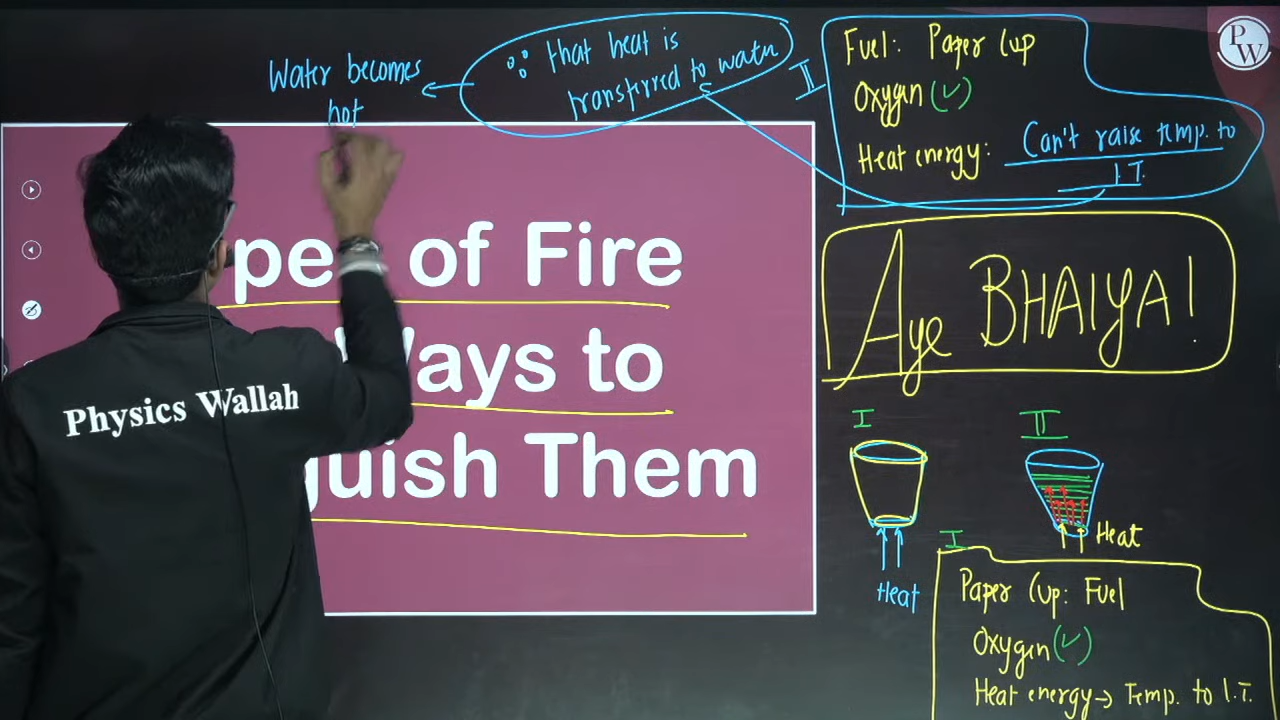 Water becomes
hot
∵ that heat is
transferred to water
II
Fuel: Paper Cup
Oxygen (✓)
Heat energy: Can't raise temp. to
I.T.
PW
pe of Fire
Ways to
guish Them
Aye BHAIYA!
I
Heat
II
Heat
I
Paper Cup: Fuel
Oxygen (✓)
Heat energy → Temp. to I.T.
Physics Wallah